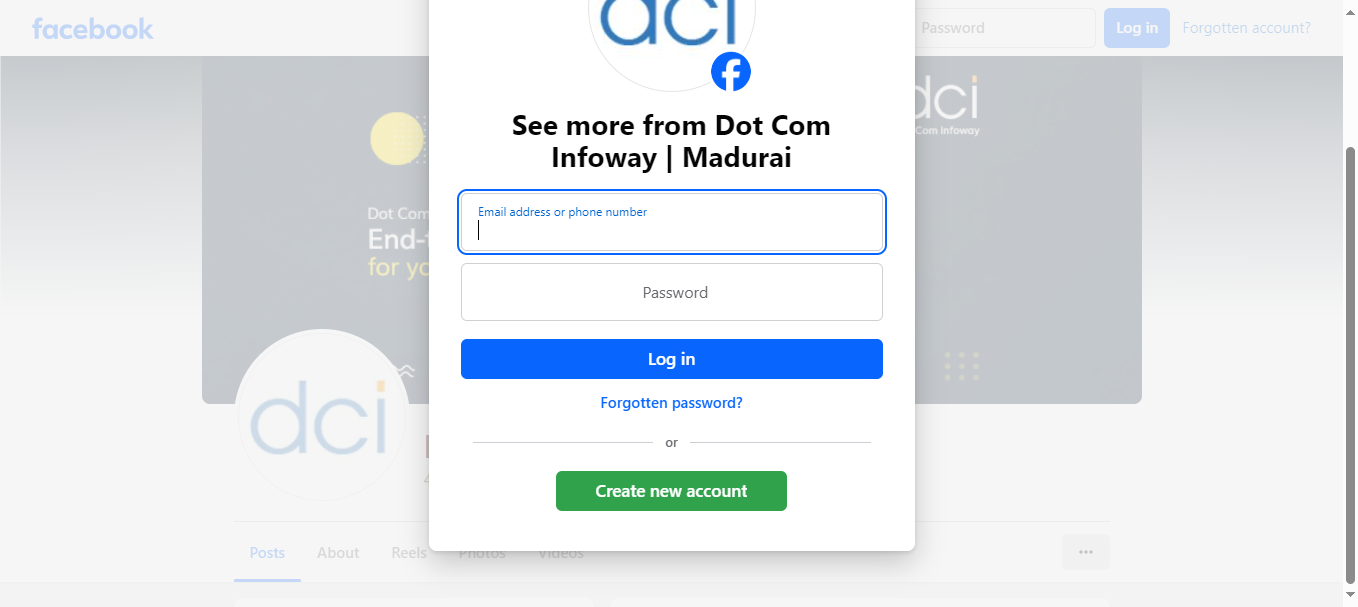 facebook
Password
Log in
Forgotten account?
dci
dci
Com Infoway
See more from Dot Com
Infoway | Madurai
Email address or phone number
Dot Com
End-
for yo
Password
Log in
Forgotten password?
dci
or
Create new account
Posts
About
Reels
Photos
Videos